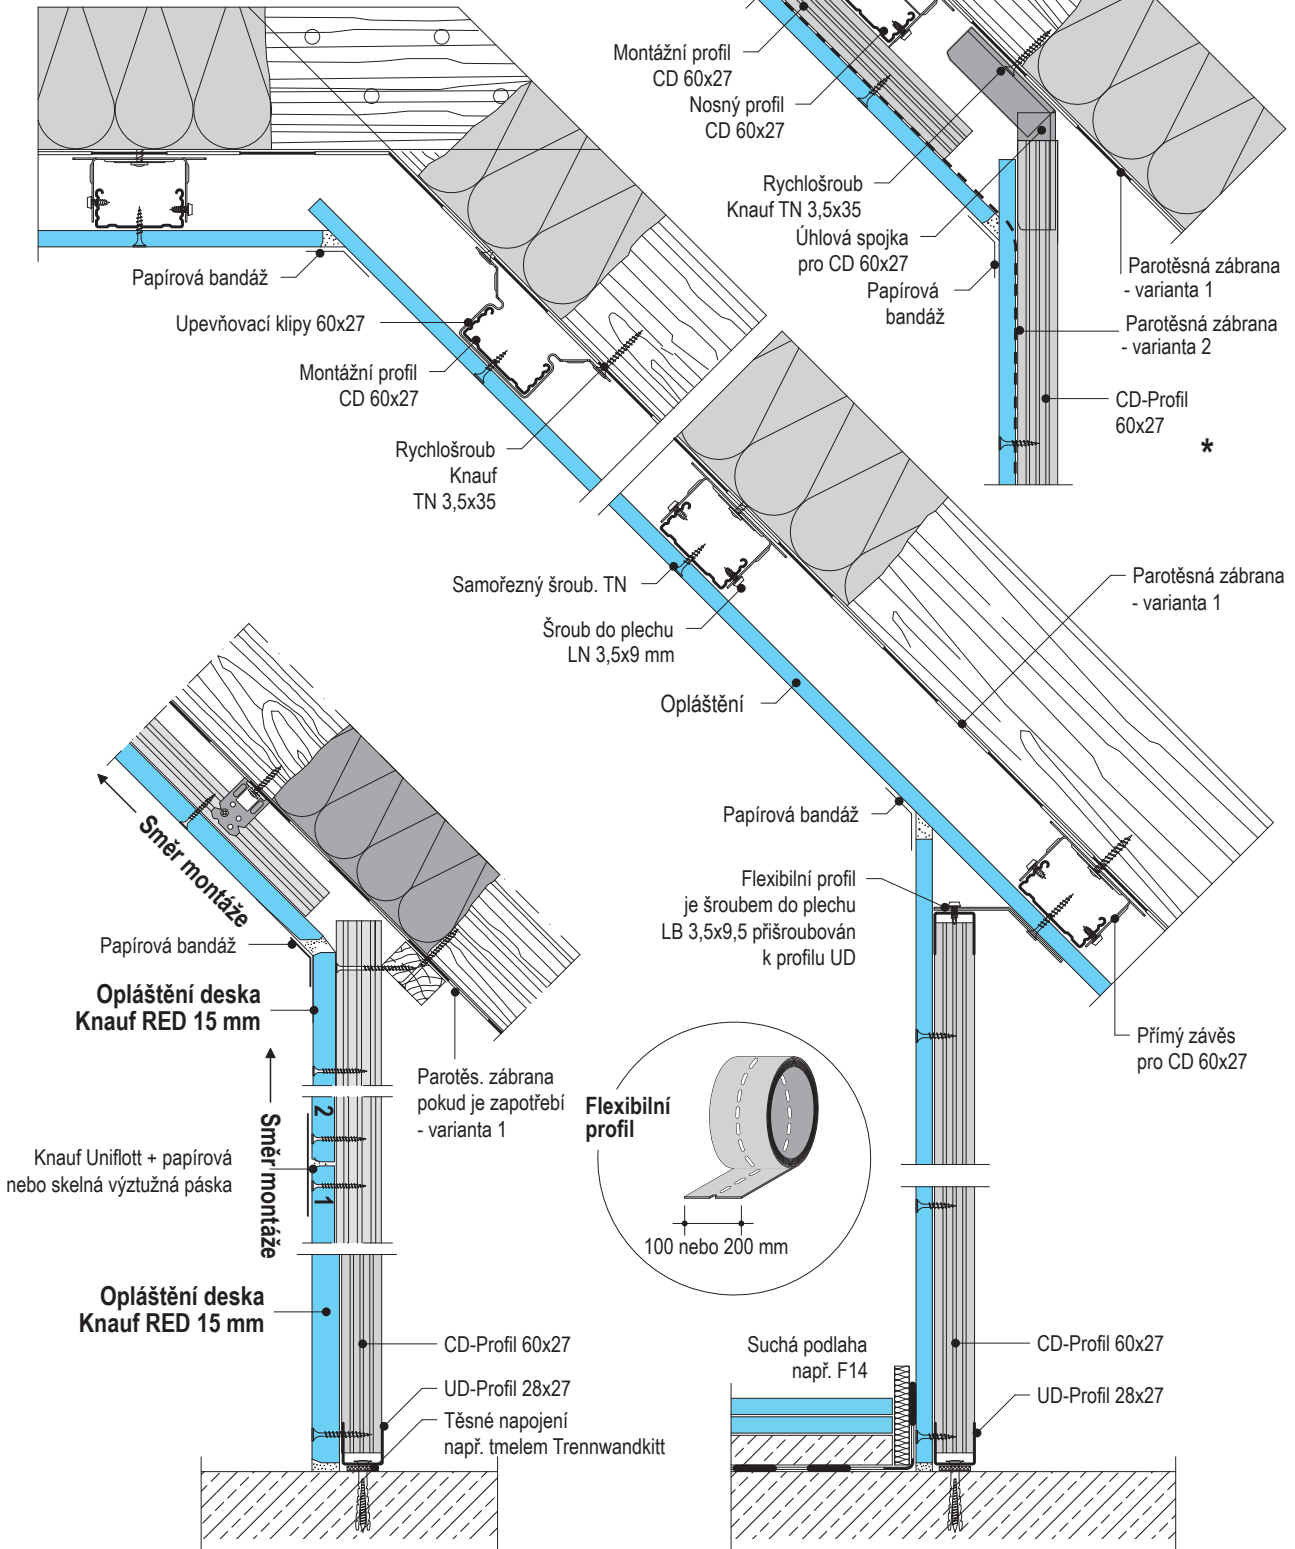 Montážní profil
CD 60x27
Nosný profil
CD 60x27
Rychlošroub
Knauf TN 3,5x35
Úhlová spojka
pro CD 60x27
Papírová
bandáž
Parotěsná zábrana
- varianta 1
Parotěsná zábrana
- varianta 2
CD-Profil
60x27
*
Papírová bandáž
Upevňovací klipy 60x27
Montážní profil
CD 60x27
Rychlošroub
Knauf
TN 3,5x35
Samořezný šroub. TN
Šroub do plechu
LN 3,5x9 mm
Opláštění
Parotěsná zábrana
- varianta 1
Papírová bandáž
Flexibilní profil
je šroubem do plechu
LB 3,5x9,5 přišroubován
k profilu UD
Přímý závěs
pro CD 60x27
Směr montáže
Papírová bandáž
Opláštění deska
Knauf RED 15 mm
Parotěs. zábrana
pokud je zapotřebí
- varianta 1
Směr montáže
2
1
Knauf Uniflott + papírová
nebo skelná výztužná páska
Opláštění deska
Knauf RED 15 mm
Flexibilní
profil
100 nebo 200 mm
CD-Profil 60x27
UD-Profil 28x27
Těsné napojení
např. tmelem Trennwandkitt
Suchá podlaha
např. F14
CD-Profil 60x27
UD-Profil 28x27